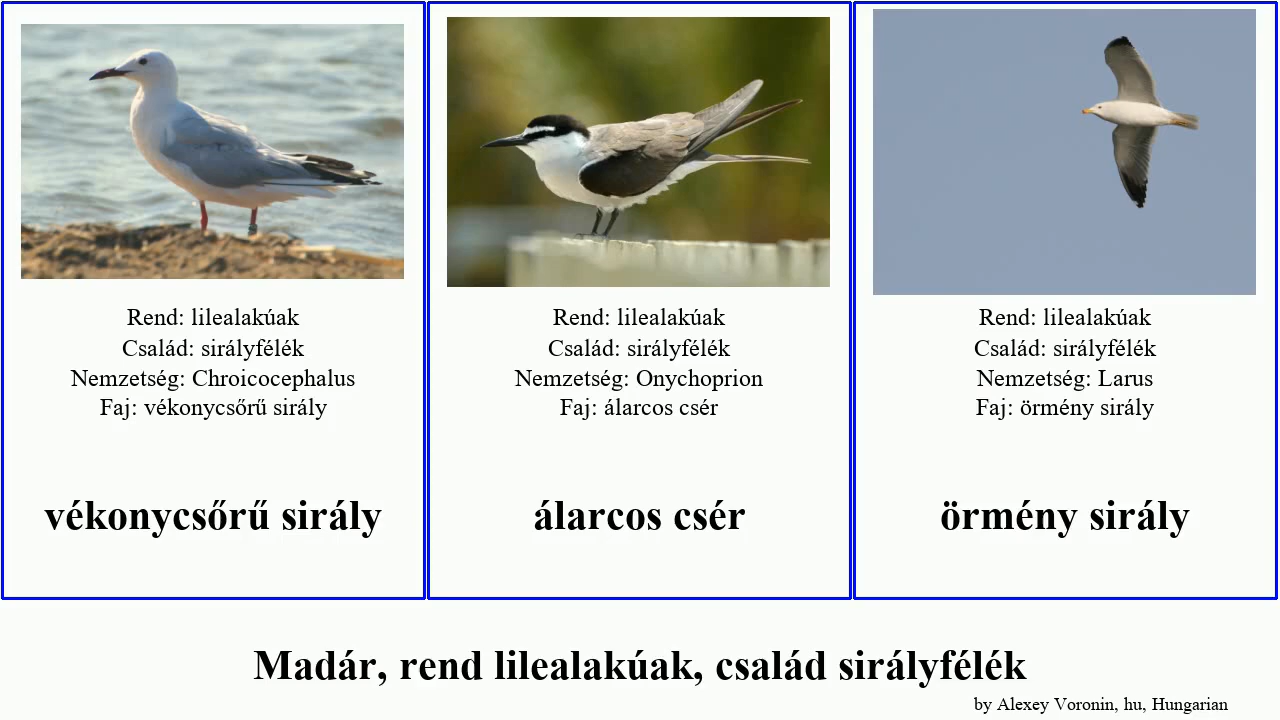 Rend: lilealakúak
Család: sirályfélék
Nemzetség: Chroicocephalus
Faj: vékonycsőrű sirály
vékonycsőrű sirály
Rend: lilealakúak
Család: sirályfélék
Nemzetség: Onychoprion
Faj: álarcos csér
álarcos csér
Rend: lilealakúak
Család: sirályfélék
Nemzetség: Larus
Faj: örmény sirály
örmény sirály
Madár, rend lilealakúak, család sirályfélék
by Alexey Voronin, hu, Hungarian